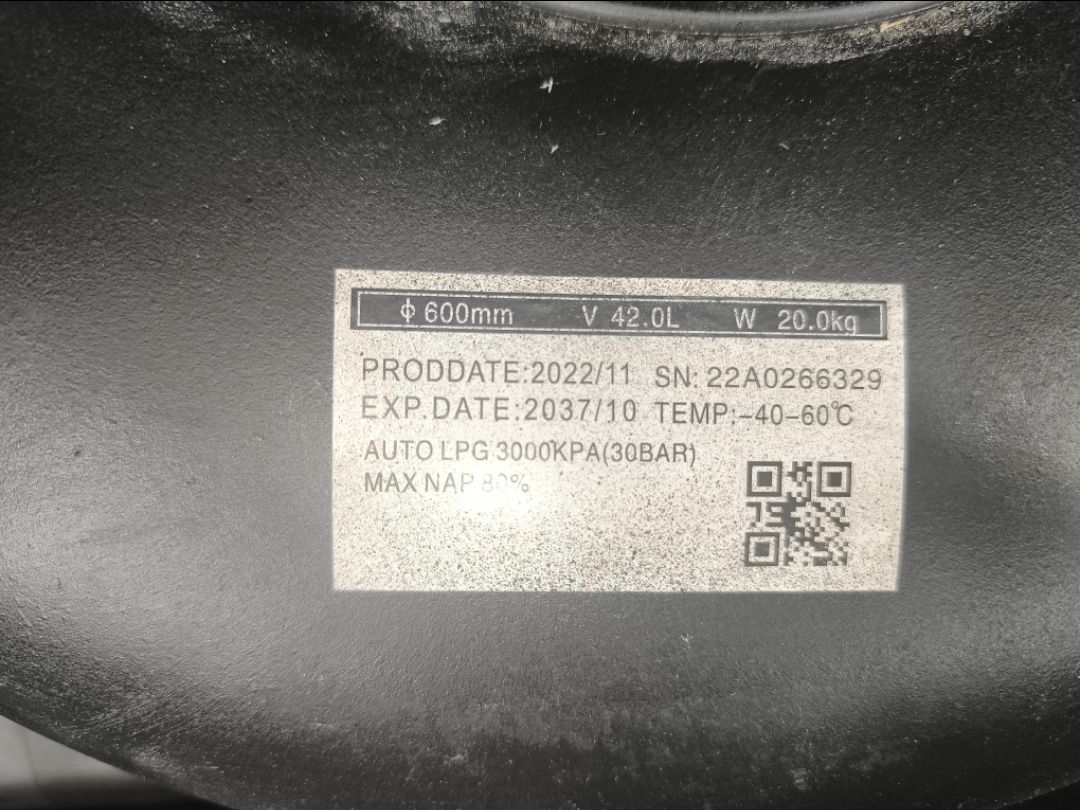 ϕ 600mm V 42.0L W 20.0kg
PRODDATE:2022/11 SN: 22A0266329
EXP.DATE:2037/10 TEMP:-40-60℃
AUTO LPG 3000KPA(30BAR)
MAX NAP 80%